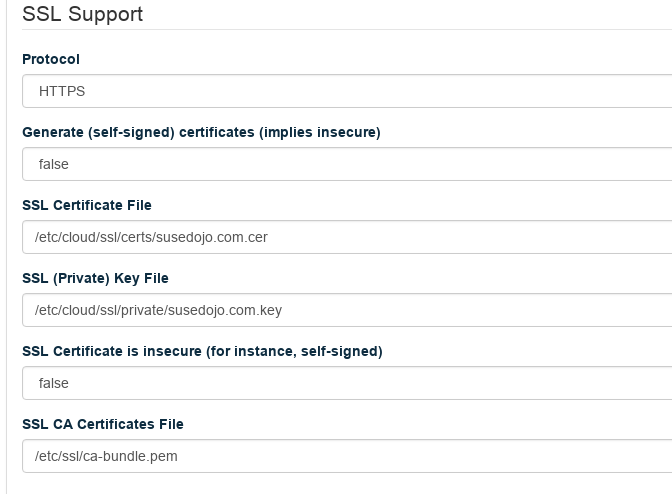 SSL Support
Protocol
HTTPS
Generate (self-signed) certificates (implies insecure)
false
SSL Certificate File
/etc/cloud/ssl/certs/susedojo.com.cer
SSL (Private) Key File
/etc/cloud/ssl/private/susedojo.com.key
SSL Certificate is insecure (for instance, self-signed)
false
SSL CA Certificates File
/etc/ssl/ca-bundle.pem